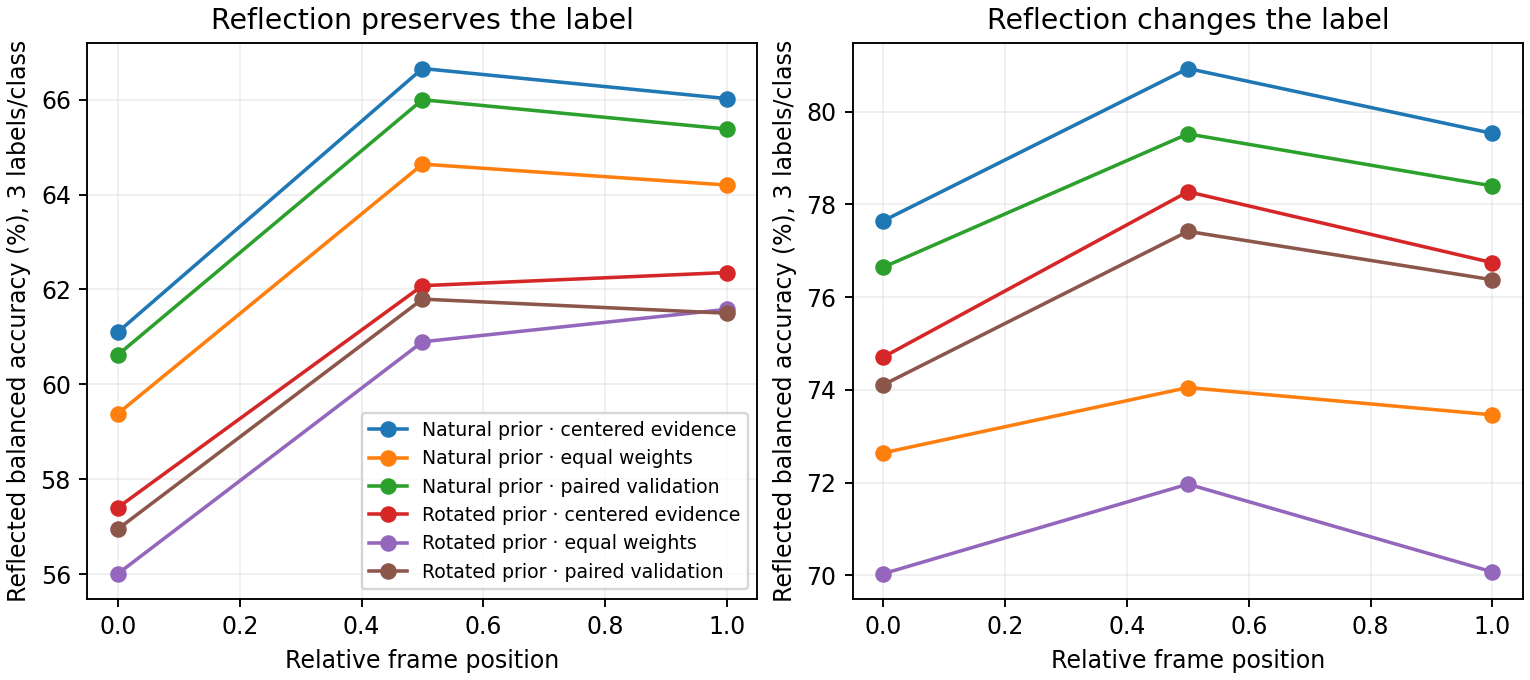 Reflection preserves the label
Reflected balanced accuracy (%), 3 labels/class
66
64
62
60
58
56
Natural prior · centered evidence
Natural prior · equal weights
Natural prior · paired validation
Rotated prior · centered evidence
Rotated prior · equal weights
Rotated prior · paired validation
0.0 0.2 0.4 0.6 0.8 1.0
Relative frame position
Reflection changes the label
Reflected balanced accuracy (%), 3 labels/class
80
78
76
74
72
70
0.0 0.2 0.4 0.6 0.8 1.0
Relative frame position